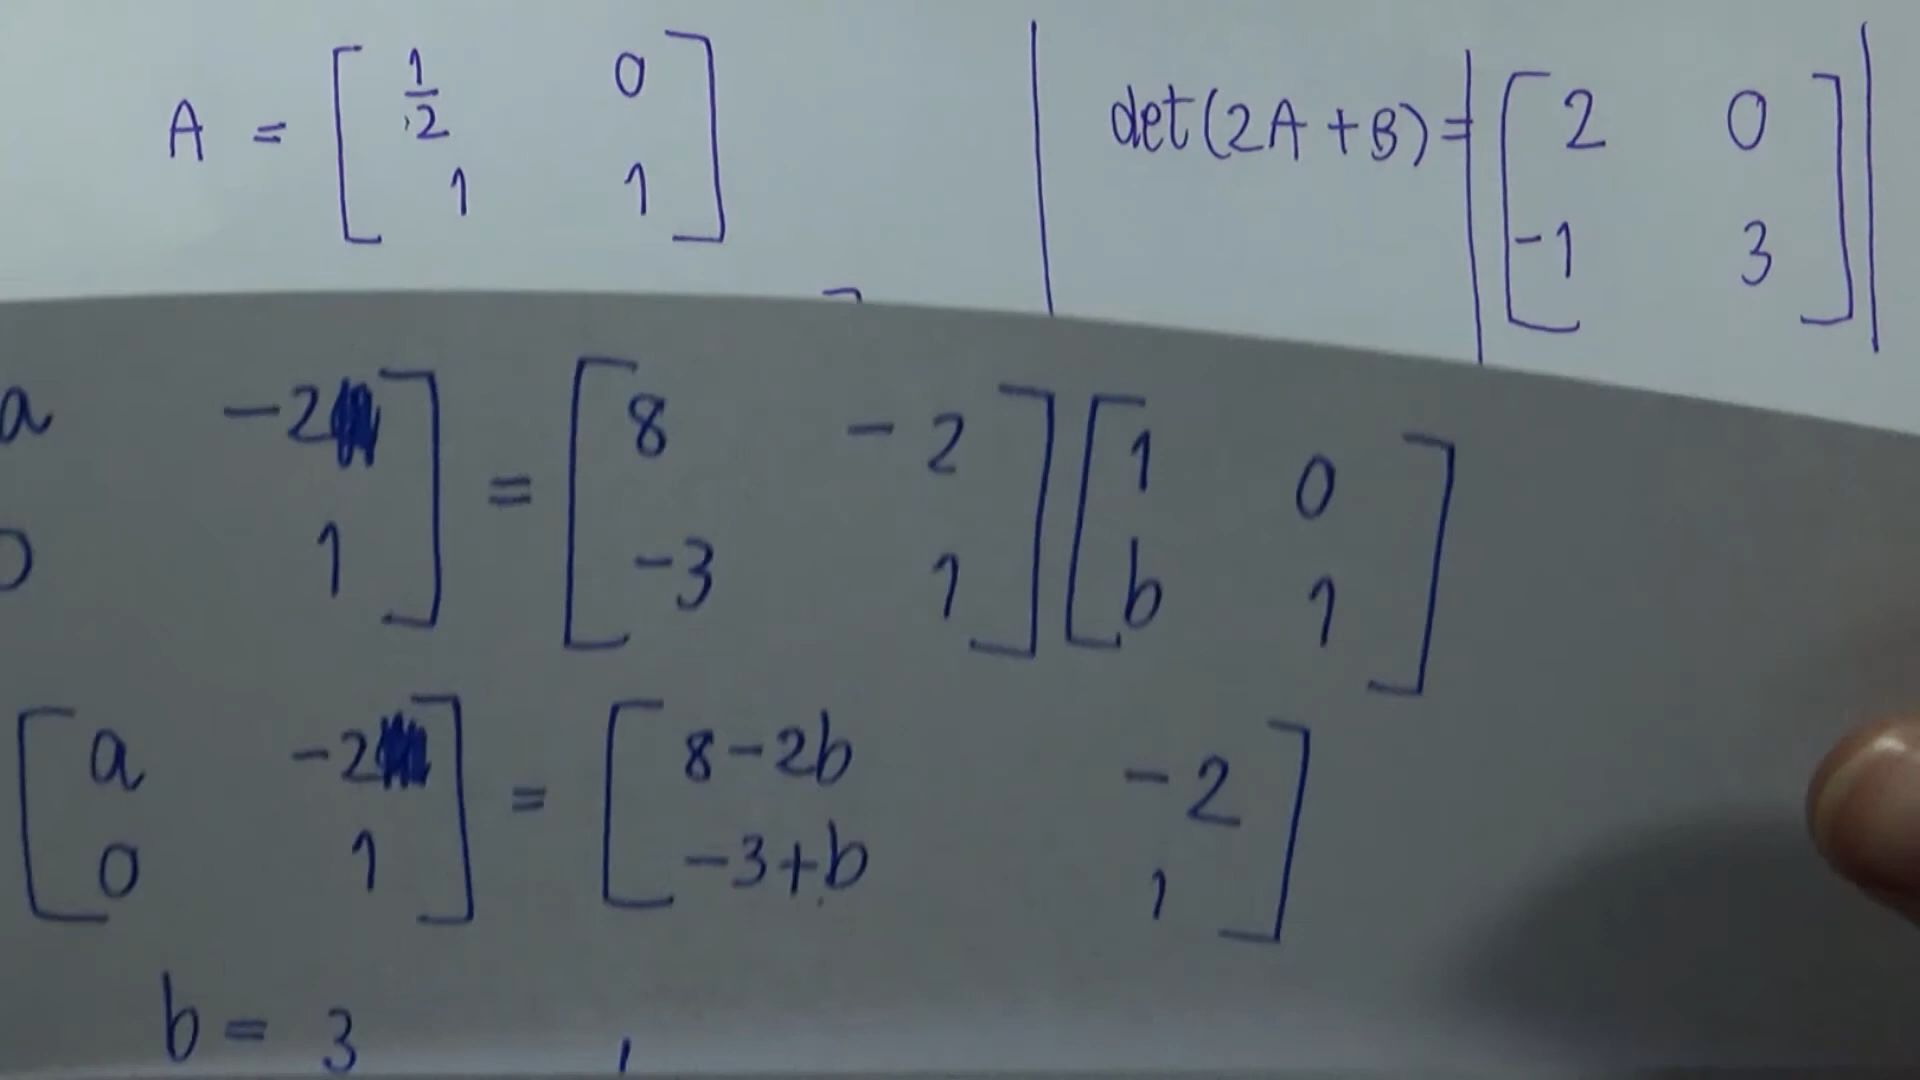 A = [ 1/2 0
1 1 ]
det(2A + B) = | [ 2 0
-1 3 ] |
a -2 ] = [ 8 -2 ] [ 1 0 ]
1 -3 1 b 1
[ a -2 ] = [ 8-2b -2 ]
0 1 -3+b 1
b = 3